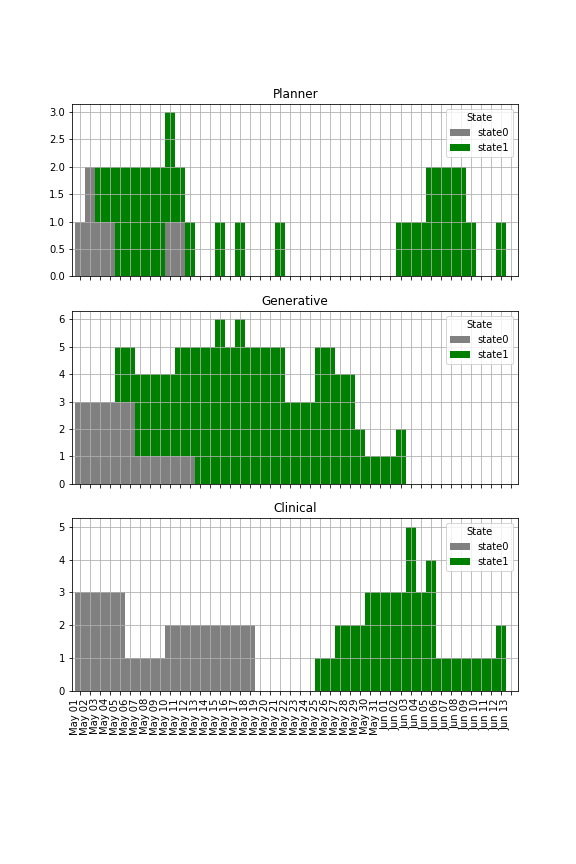 Planner
3.0
2.5
2.0
1.5
1.0
0.5
0.0
State
state0
state1
Generative
6
5
4
3
2
1
0
State
state0
state1
Clinical
5
4
3
2
1
0
State
state0
state1
May 01
May 02
May 03
May 04
May 05
May 06
May 07
May 08
May 09
May 10
May 11
May 12
May 13
May 14
May 15
May 16
May 17
May 18
May 19
May 20
May 21
May 22
May 23
May 24
May 25
May 26
May 27
May 28
May 29
May 30
May 31
Jun 01
Jun 02
Jun 03
Jun 04
Jun 05
Jun 06
Jun 07
Jun 08
Jun 09
Jun 10
Jun 11
Jun 12
Jun 13